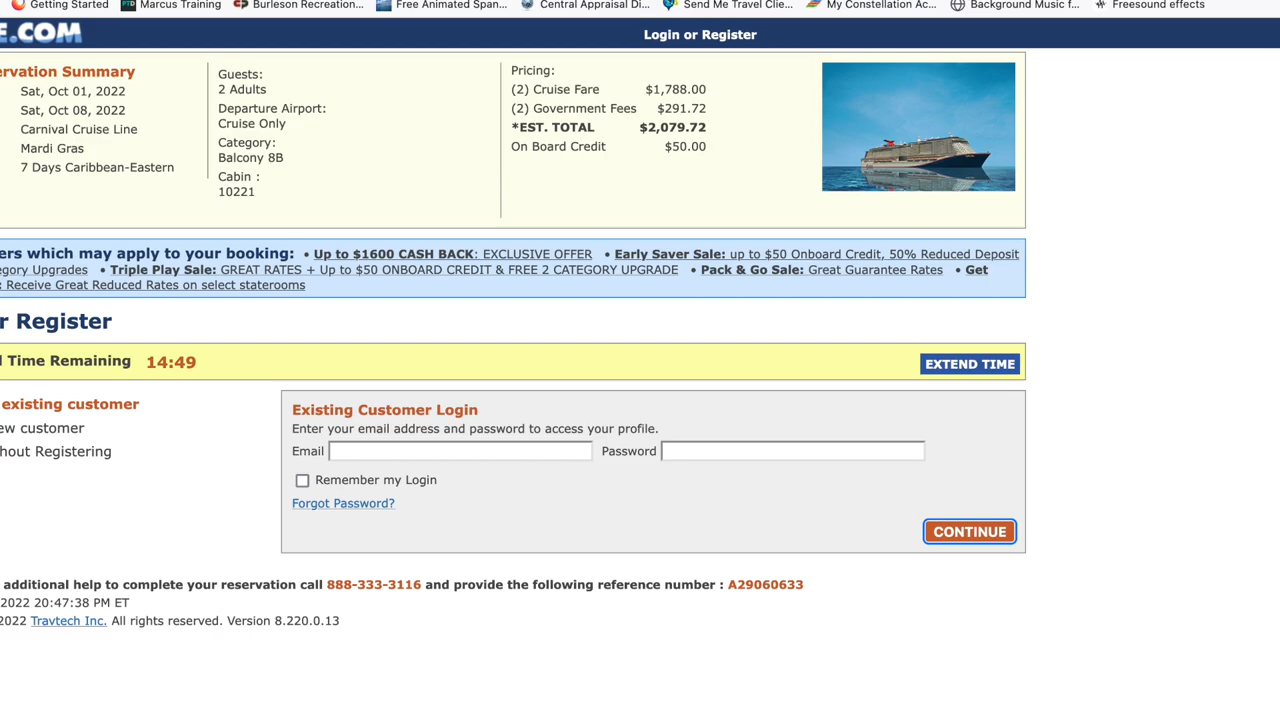 Getting Started Marcus Training Burleson Recreation... Free Animated Span... Central Appraisal Di... Send Me Travel Clie... My Constellation Ac... Background Music f... Freesound effects
E.COM Login or Register
ervation Summary
Sat, Oct 01, 2022
Sat, Oct 08, 2022
Carnival Cruise Line
Mardi Gras
7 Days Caribbean-Eastern
Guests:
2 Adults
Departure Airport:
Cruise Only
Category:
Balcony 8B
Cabin :
10221
Pricing:
(2) Cruise Fare $1,788.00
(2) Government Fees $291.72
*EST. TOTAL $2,079.72
On Board Credit $50.00
ers which may apply to your booking: • Up to $1600 CASH BACK: EXCLUSIVE OFFER • Early Saver Sale: up to $50 Onboard Credit, 50% Reduced Deposit
egory Upgrades • Triple Play Sale: GREAT RATES + Up to $50 ONBOARD CREDIT & FREE 2 CATEGORY UPGRADE • Pack & Go Sale: Great Guarantee Rates • Get
: Receive Great Reduced Rates on select staterooms
r Register
l Time Remaining 14:49 EXTEND TIME
existing customer
ew customer
hout Registering
Existing Customer Login
Enter your email address and password to access your profile.
Email Password
Remember my Login
Forgot Password?
CONTINUE
additional help to complete your reservation call 888-333-3116 and provide the following reference number : A29060633
2022 20:47:38 PM ET
2022 Travtech Inc. All rights reserved. Version 8.220.0.13